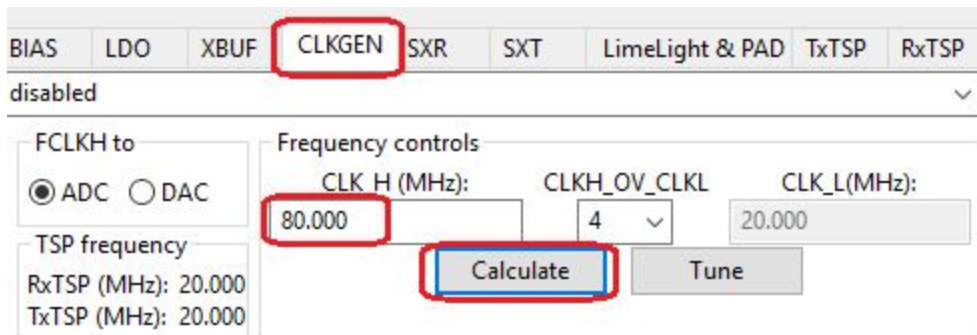 BIAS LDO XBUF CLKGEN SXR SXT LimeLight & PAD TxTSP RxTSP
disabled
FCLKH to
ADC DAC
TSP frequency
RxTSP (MHz): 20.000
TxTSP (MHz): 20.000
Frequency controls
CLK_H (MHz): CLKH_OV_CLKL CLK_L(MHz):
80.000 4 20.000
Calculate Tune